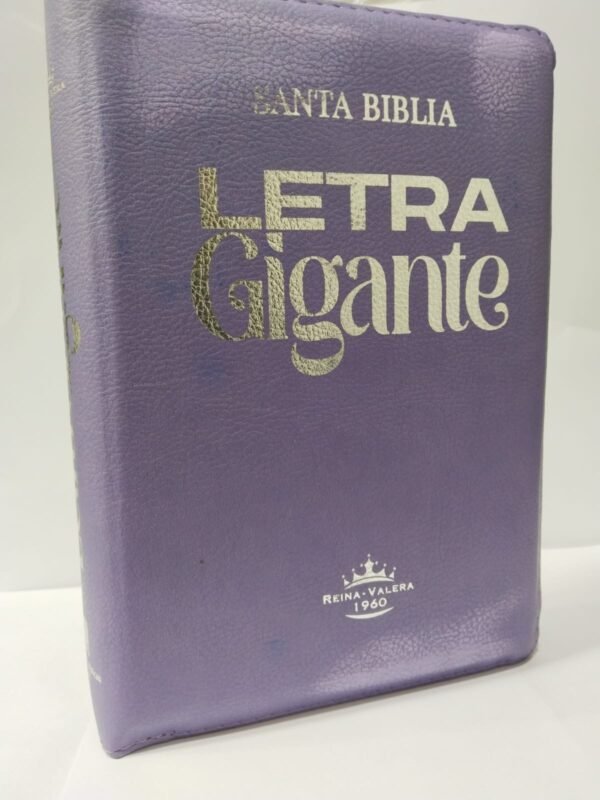 SANTA BIBLIA
LETRA
Gigante
REINA-VALERA
1960